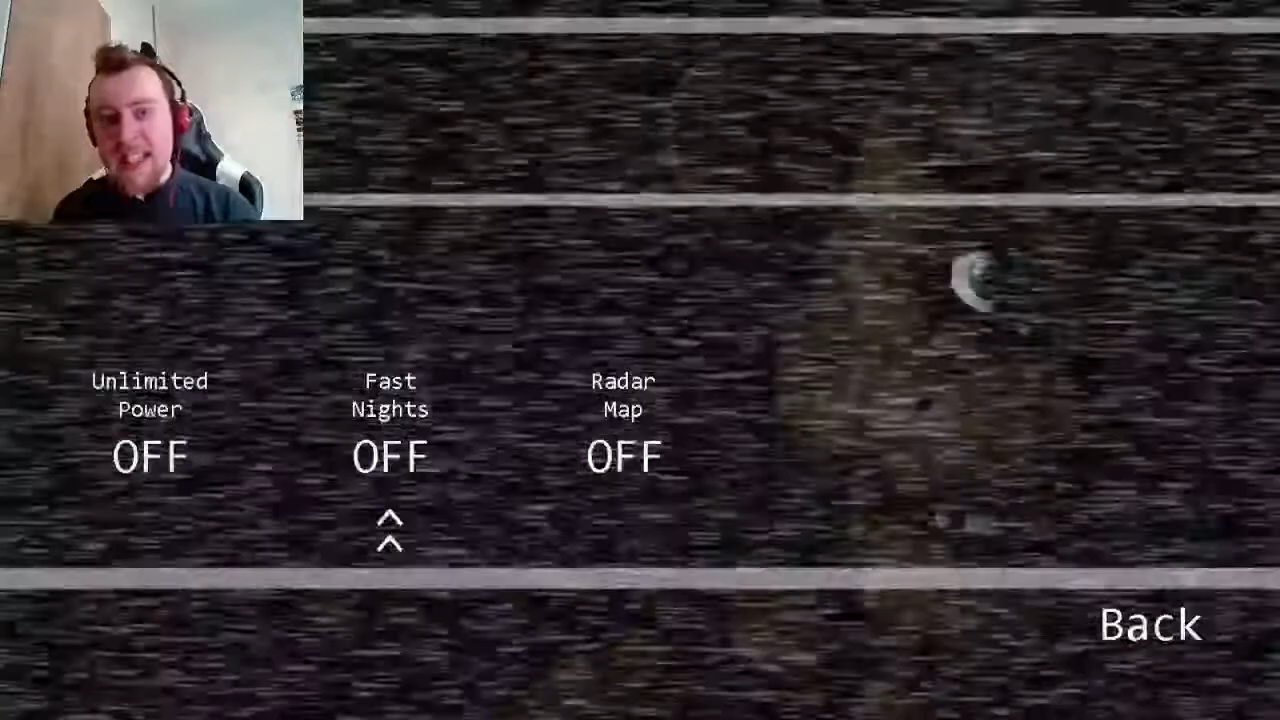 Unlimited
Power
OFF
Fast
Nights
OFF
Radar
Map
OFF
Back